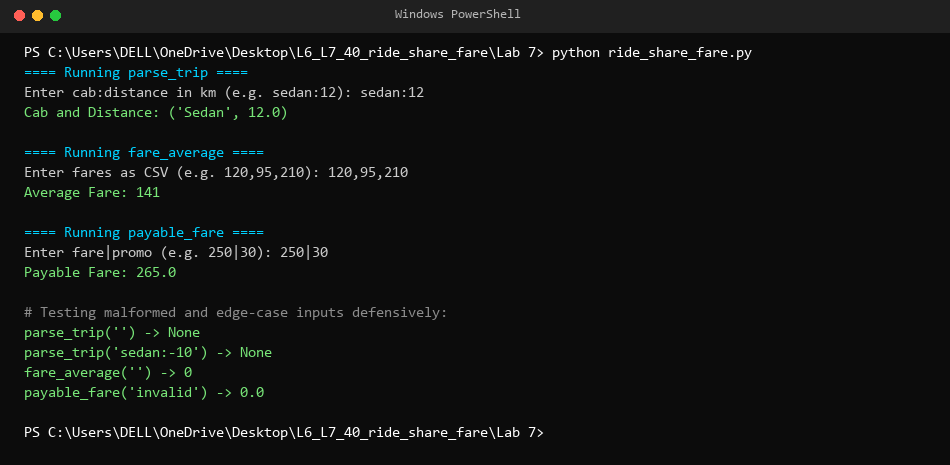 Windows PowerShell
PS C:\Users\DELL\OneDrive\Desktop\L6_L7_40_ride_share_fare\Lab 7> python ride_share_fare.py
==== Running parse_trip ====
Enter cab:distance in km (e.g. sedan:12): sedan:12
Cab and Distance: ('Sedan', 12.0)
==== Running fare_average ====
Enter fares as CSV (e.g. 120,95,210): 120,95,210
Average Fare: 141
==== Running payable_fare ====
Enter fare|promo (e.g. 250|30): 250|30
Payable Fare: 265.0
# Testing malformed and edge-case inputs defensively:
parse_trip('') -> None
parse_trip('sedan:-10') -> None
fare_average('') -> 0
payable_fare('invalid') -> 0.0
PS C:\Users\DELL\OneDrive\Desktop\L6_L7_40_ride_share_fare\Lab 7>